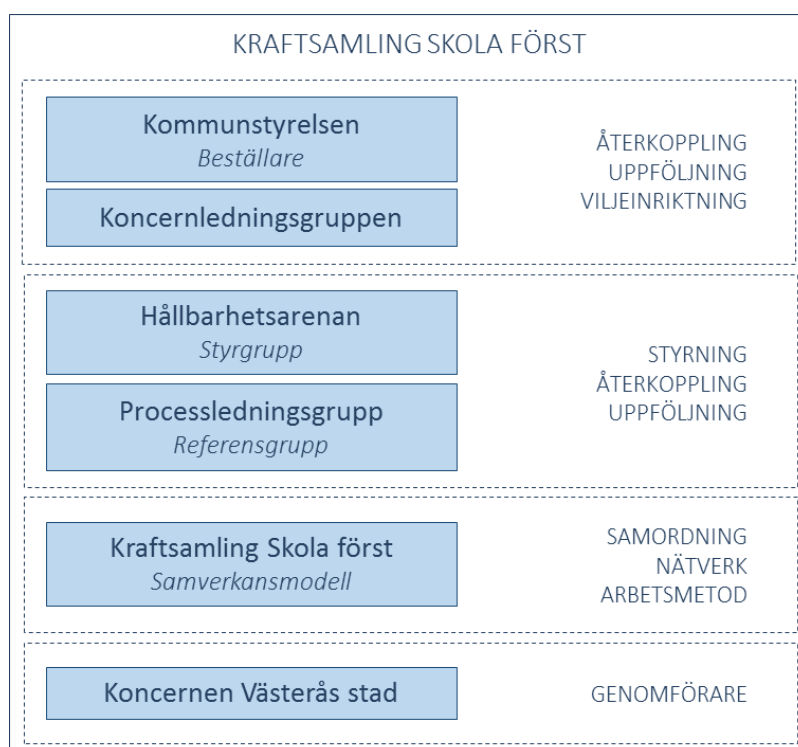 KRAFTSAMLING SKOLA FÖRST
Kommunstyrelsen
Beställare
Koncernledningsgruppen
ÅTERKOPPLING
UPPFÖLJNING
VILJEINRIKTNING
Hållbarhetsarenan
Styrgrupp
Processledningsgrupp
Referensgrupp
STYRNING
ÅTERKOPPLING
UPPFÖLJNING
Kraftsamling Skola först
Samverkansmodell
SAMORDNING
NÄTVERK
ARBETSMETOD
Koncernen Västerås stad
GENOMFÖRARE